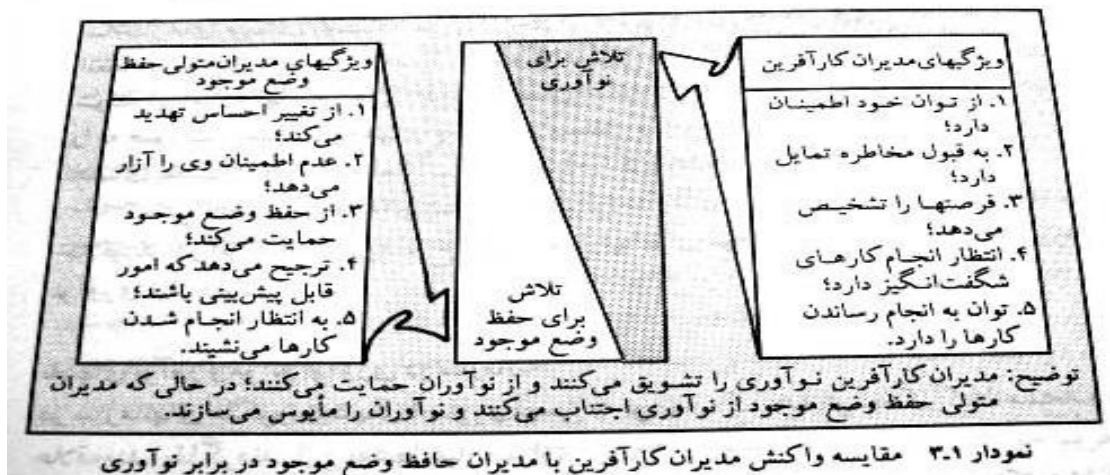 ویژگیهای مدیران کارآفرین
۱. از توان خود اطمینان
دارد؛
۲. به قبول مخاطره تمایل
دارد؛
۳. فرصتها را تشخیص
می‌دهد؛
۴. انتظار انجام کارهای
شگفت‌انگیز دارد؛
۵. توان به انجام رساندن
کارها را دارد.
تلاش برای
نوآوری
تلاش
برای حفظ
وضع موجود
ویژگیهای مدیران متولی حفظ
وضع موجود
۱. از تغییر احساس تهدید
می‌کند؛
۲. عدم اطمینان وی را آزار
می‌دهد؛
۳. از حفظ وضع موجود
حمایت می‌کند؛
۴. ترجیح می‌دهد که امور
قابل پیش‌بینی باشند؛
۵. به انتظار انجام شدن
کارها می‌نشیند.
توضیح: مدیران کارآفرین نوآوری را تشویق می‌کنند و از نوآوران حمایت می‌کنند؛ در حالی که مدیران
متولی حفظ وضع موجود از نوآوری اجتناب می‌کنند و نوآوران را مأیوس می‌سازند.
نمودار ۳ـ۱ مقایسه واکنش مدیران کارآفرین با مدیران حافظ وضع موجود در برابر نوآوری